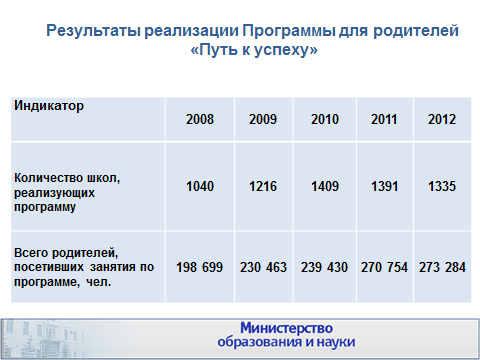 Результаты реализации Программы для родителей
«Путь к успеху»
Индикатор 2008 2009 2010 2011 2012
Количество школ,
реализующих
программу
1040 1216 1409 1391 1335
Всего родителей,
посетивших занятия по
программе, чел.
198 699 230 463 239 430 270 754 273 284
Министерство
образования и науки